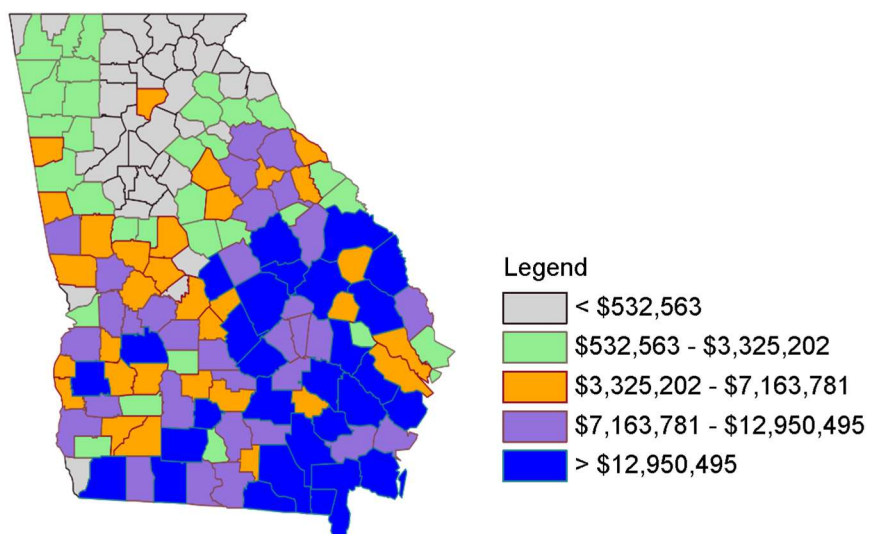 Legend
< $532,563
$532,563 - $3,325,202
$3,325,202 - $7,163,781
$7,163,781 - $12,950,495
> $12,950,495